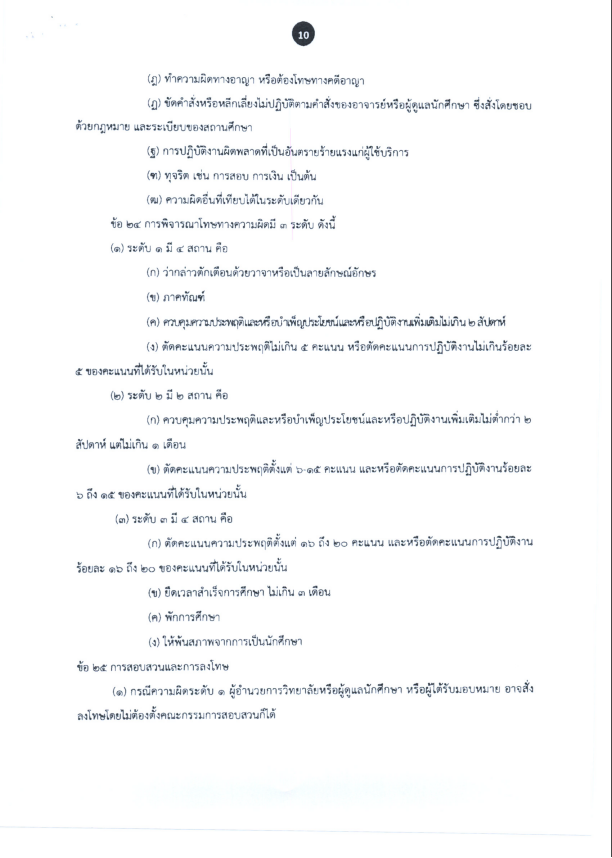 10
(ฎ) ทำความผิดทางอาญา หรือต้องโทษทางคดีอาญา
(ฏ) ขัดคำสั่งหรือหลีกเลี่ยงไม่ปฏิบัติตามคำสั่งของอาจารย์หรือผู้ดูแลนักศึกษา ซึ่งสั่งโดยชอบ
ด้วยกฎหมาย และระเบียบของสถานศึกษา
(ฐ) การปฏิบัติงานผิดพลาดที่เป็นอันตรายร้ายแรงแก่ผู้ใช้บริการ
(ฑ) ทุจริต เช่น การสอบ การเงิน เป็นต้น
(ฒ) ความผิดอื่นที่เทียบได้ในระดับเดียวกัน
ข้อ ๒๔ การพิจารณาโทษทางความผิดมี ๓ ระดับ ดังนี้
(๑) ระดับ ๑ มี ๔ สถาน คือ
(ก) ว่ากล่าวตักเตือนด้วยวาจาหรือเป็นลายลักษณ์อักษร
(ข) ภาคทัณฑ์
(ค) ควบคุมความประพฤติและหรือบำเพ็ญประโยชน์และหรือปฏิบัติงานเพิ่มเติมไม่เกิน ๒ สัปดาห์
(ง) ตัดคะแนนความประพฤติไม่เกิน ๕ คะแนน หรือตัดคะแนนการปฏิบัติงานไม่เกินร้อยละ
๕ ของคะแนนที่ได้รับในหน่วยนั้น
(๒) ระดับ ๒ มี ๒ สถาน คือ
(ก) ควบคุมความประพฤติและหรือบำเพ็ญประโยชน์และหรือปฏิบัติงานเพิ่มเติมไม่ต่ำกว่า ๒
สัปดาห์ แต่ไม่เกิน ๑ เดือน
(ข) ตัดคะแนนความประพฤติตั้งแต่ ๖-๑๕ คะแนน และหรือตัดคะแนนการปฏิบัติงานร้อยละ
๖ ถึง ๑๕ ของคะแนนที่ได้รับในหน่วยนั้น
(๓) ระดับ ๓ มี ๔ สถาน คือ
(ก) ตัดคะแนนความประพฤติตั้งแต่ ๑๖ ถึง ๒๐ คะแนน และหรือตัดคะแนนการปฏิบัติงาน
ร้อยละ ๑๖ ถึง ๒๐ ของคะแนนที่ได้รับในหน่วยนั้น
(ข) ยืดเวลาสำเร็จการศึกษา ไม่เกิน ๓ เดือน
(ค) พักการศึกษา
(ง) ให้พ้นสภาพจากการเป็นนักศึกษา
ข้อ ๒๕ การสอบสวนและการลงโทษ
(๑) กรณีความผิดระดับ ๑ ผู้อำนวยการวิทยาลัยหรือผู้ดูแลนักศึกษา หรือผู้ได้รับมอบหมาย อาจสั่ง
ลงโทษโดยไม่ต้องตั้งคณะกรรมการสอบสวนก็ได้